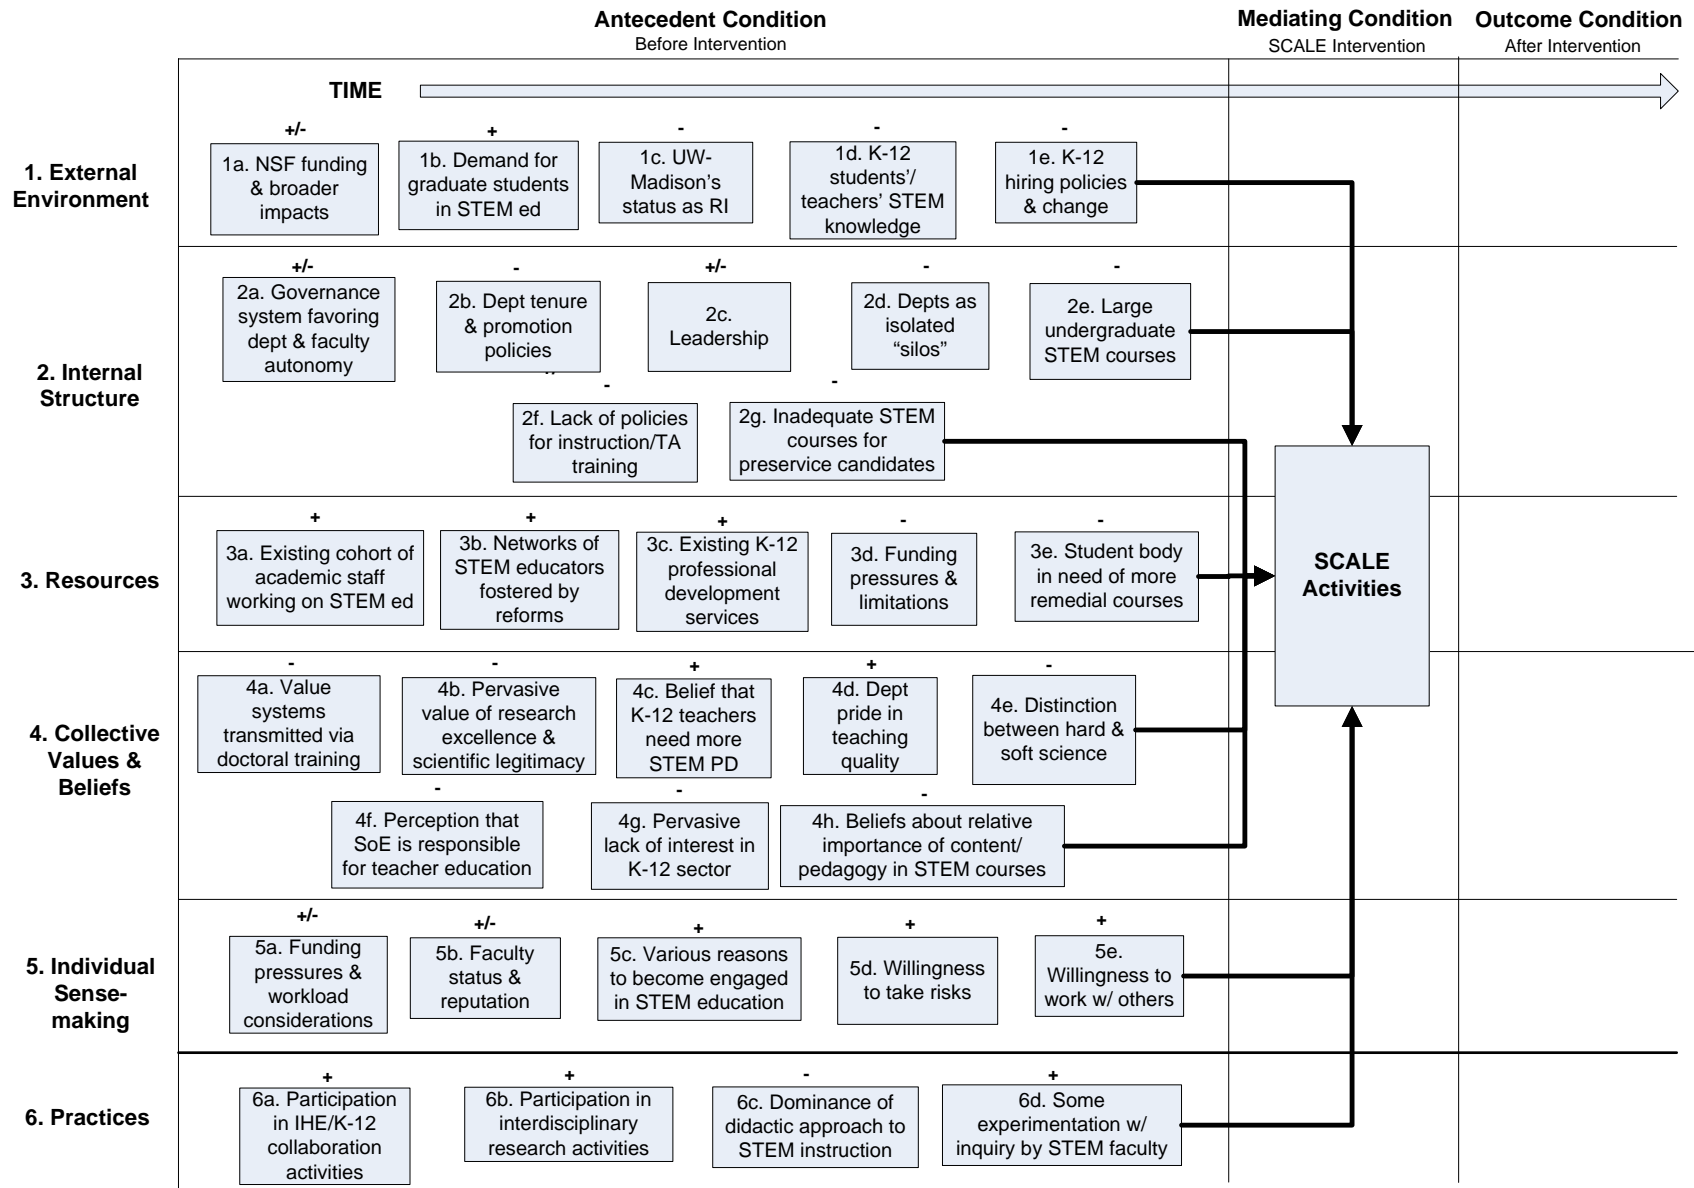 Antecedent Condition
Before Intervention
Mediating Condition
SCALE Intervention
Outcome Condition
After Intervention
TIME
1. External
Environment
+/-
1a. NSF funding
& broader
impacts
+
1b. Demand for
graduate students
in STEM ed
-
1c. UW-
Madison's
status as RI
-
1d. K-12
students'/
teachers' STEM
knowledge
-
1e. K-12
hiring policies
& change
2. Internal
Structure
+/-
2a. Governance
system favoring
dept & faculty
autonomy
-
2b. Dept tenure
& promotion
policies
+/-
2c.
Leadership
-
2d. Depts as
isolated
“silos”
-
2e. Large
undergraduate
STEM courses
-
2f. Lack of policies
for instruction/TA
training
-
2g. Inadequate STEM
courses for
preservice candidates
3. Resources
+
3a. Existing cohort of
academic staff
working on STEM ed
+
3b. Networks of
STEM educators
fostered by
reforms
+
3c. Existing K-12
professional
development
services
-
3d. Funding
pressures &
limitations
-
3e. Student body
in need of more
remedial courses
SCALE
Activities
4. Collective
Values &
Beliefs
-
4a. Value
systems
transmitted via
doctoral training
-
4b. Pervasive
value of research
excellence &
scientific legitimacy
+
4c. Belief that
K-12 teachers
need more
STEM PD
+
4d. Dept
pride in
teaching
quality
-
4e. Distinction
between hard &
soft science
-
4f. Perception that
SoE is responsible
for teacher education
-
4g. Pervasive
lack of interest in
K-12 sector
-
4h. Beliefs about relative
importance of content/
pedagogy in STEM courses
5. Individual
Sense-
making
+/-
5a. Funding
pressures &
workload
considerations
+/-
5b. Faculty
status &
reputation
+
5c. Various reasons
to become engaged
in STEM education
+
5d. Willingness
to take risks
+
5e.
Willingness to
work w/ others
6. Practices
+
6a. Participation
in IHE/K-12
collaboration
activities
+
6b. Participation in
interdisciplinary
research activities
-
6c. Dominance of
didactic approach to
STEM instruction
+
6d. Some
experimentation w/
inquiry by STEM faculty